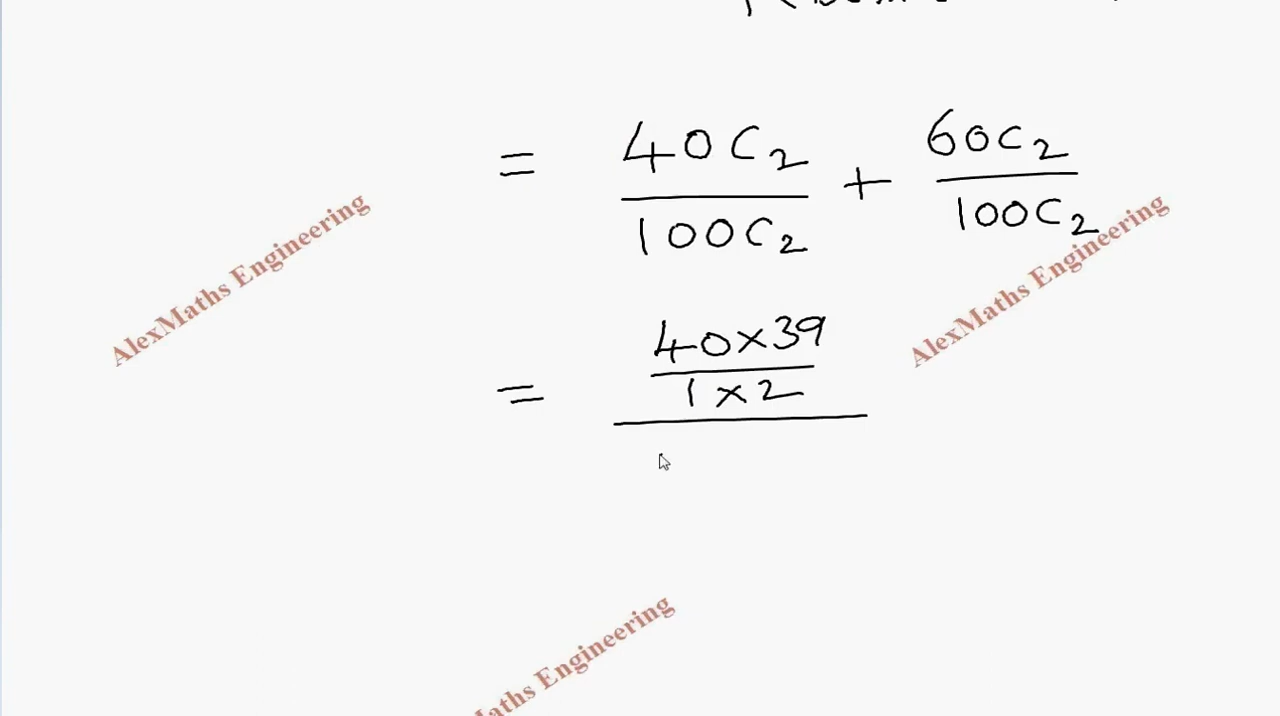 = 40C₂/100C₂ + 60C₂/100C₂
AlexMaths Engineering
AlexMaths Engineering
= 40×39
1×2
Maths Engineering